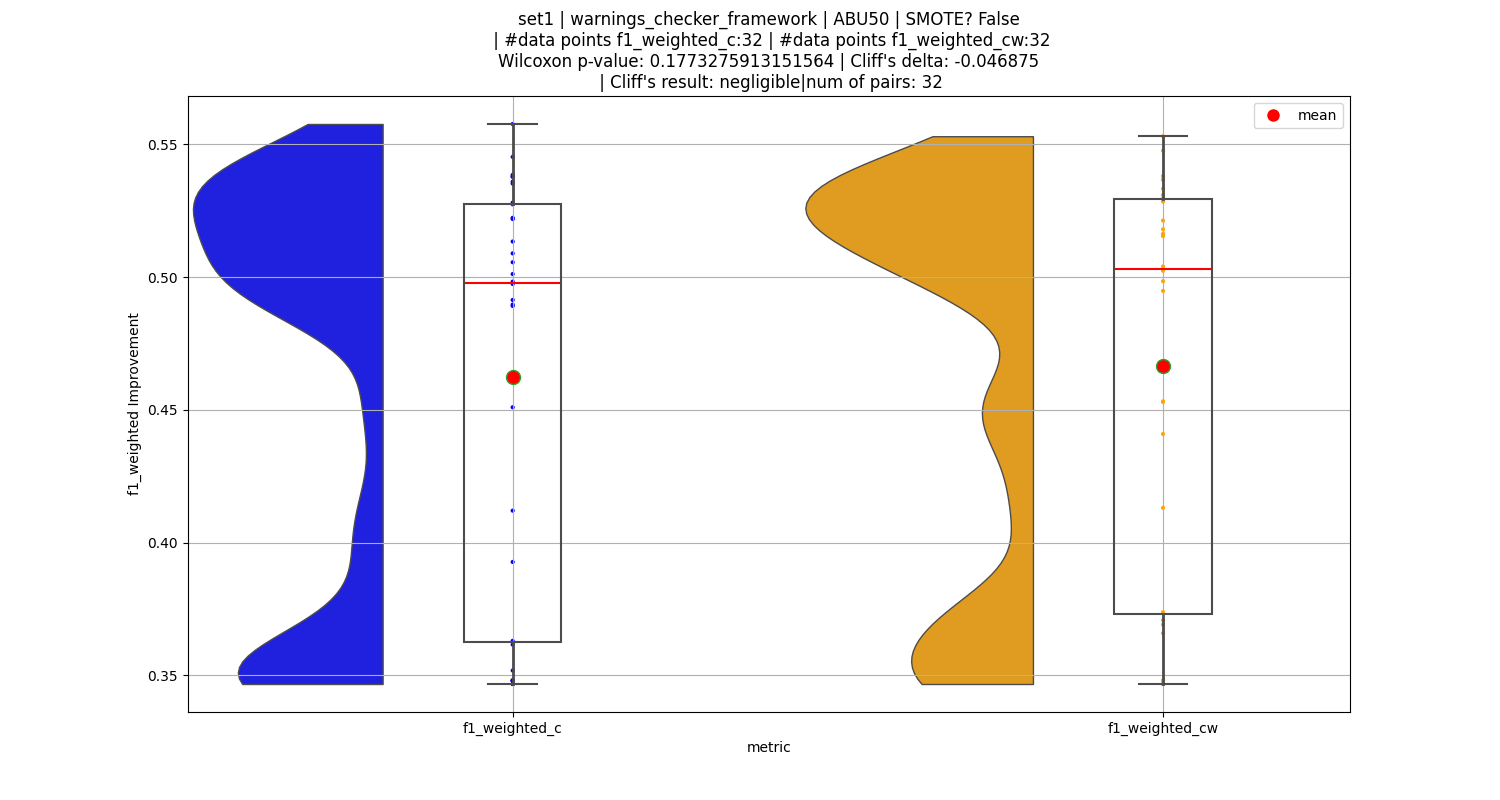 set1 | warnings_checker_framework | ABU50 | SMOTE? False
| #data points f1_weighted_c:32 | #data points f1_weighted_cw:32
Wilcoxon p-value: 0.1773275913151564 | Cliff's delta: -0.046875
| Cliff's result: negligible|num of pairs: 32
mean
0.55
0.50
0.45
0.40
0.35
f1_weighted Improvement
f1_weighted_c
f1_weighted_cw
metric